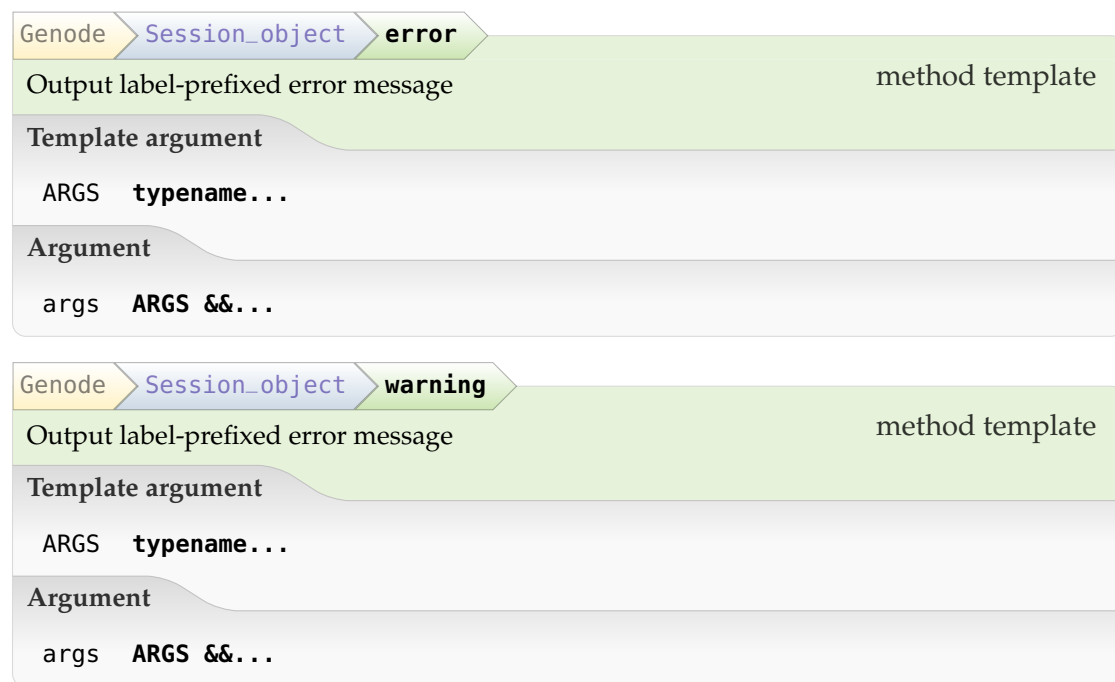 Genode Session_object error
Output label-prefixed error message method template
Template argument
ARGS typename...
Argument
args ARGS &&...
Genode Session_object warning
Output label-prefixed error message method template
Template argument
ARGS typename...
Argument
args ARGS &&...